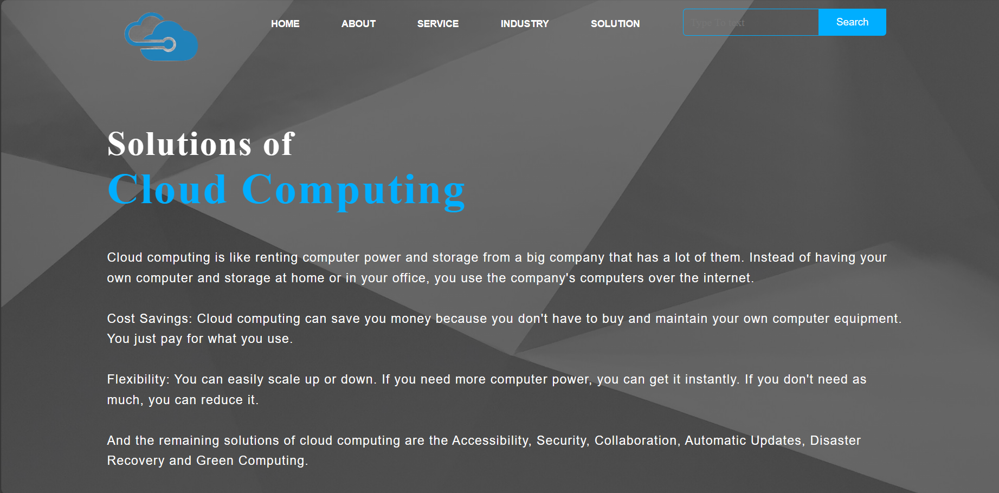 HOME ABOUT SERVICE INDUSTRY SOLUTION Type To text Search
Solutions of
Cloud Computing
Cloud computing is like renting computer power and storage from a big company that has a lot of them. Instead of having your
own computer and storage at home or in your office, you use the company's computers over the internet.
Cost Savings: Cloud computing can save you money because you don't have to buy and maintain your own computer equipment.
You just pay for what you use.
Flexibility: You can easily scale up or down. If you need more computer power, you can get it instantly. If you don't need as
much, you can reduce it.
And the remaining solutions of cloud computing are the Accessibility, Security, Collaboration, Automatic Updates, Disaster
Recovery and Green Computing.